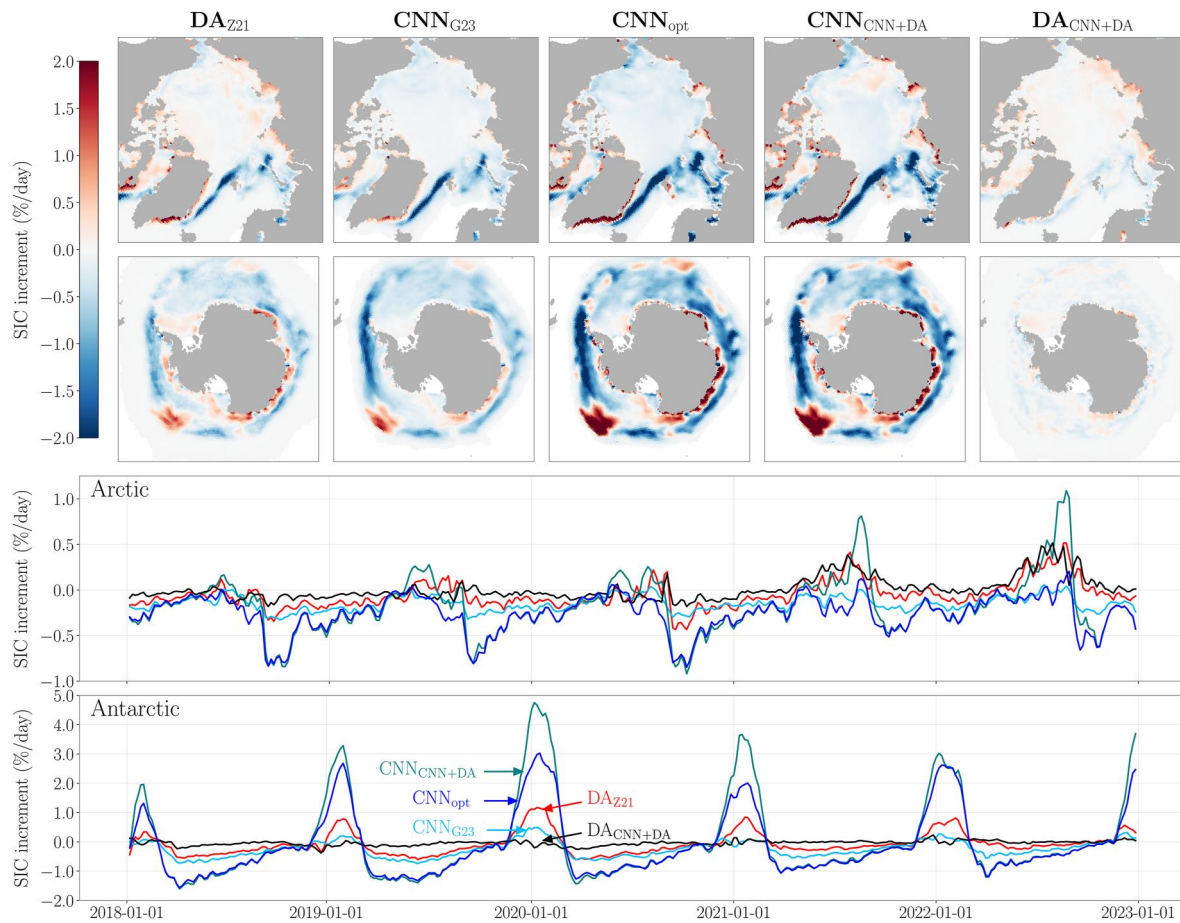 DA_Z21 CNN_G23 CNN_opt CNN_CNN+DA DA_CNN+DA
SIC increment (%/day)
2.0
1.5
1.0
0.5
0.0
−0.5
−1.0
−1.5
−2.0
Arctic
SIC increment (%/day)
1.0
0.5
0.0
−0.5
−1.0
Antarctic
SIC increment (%/day)
5.0
4.0
3.0
2.0
1.0
0.0
−1.0
−2.0
CNN_CNN+DA
CNN_opt
DA_Z21
CNN_G23
DA_CNN+DA
2018-01-01 2019-01-01 2020-01-01 2021-01-01 2022-01-01 2023-01-01